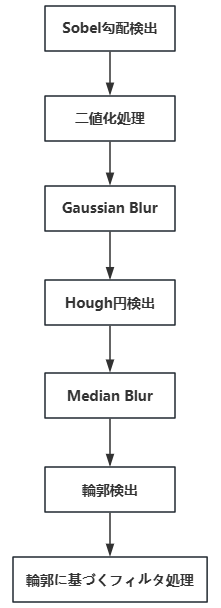 Sobel勾配検出
二値化処理
Gaussian Blur
Hough円検出
Median Blur
輪郭検出
輪郭に基づくフィルタ処理